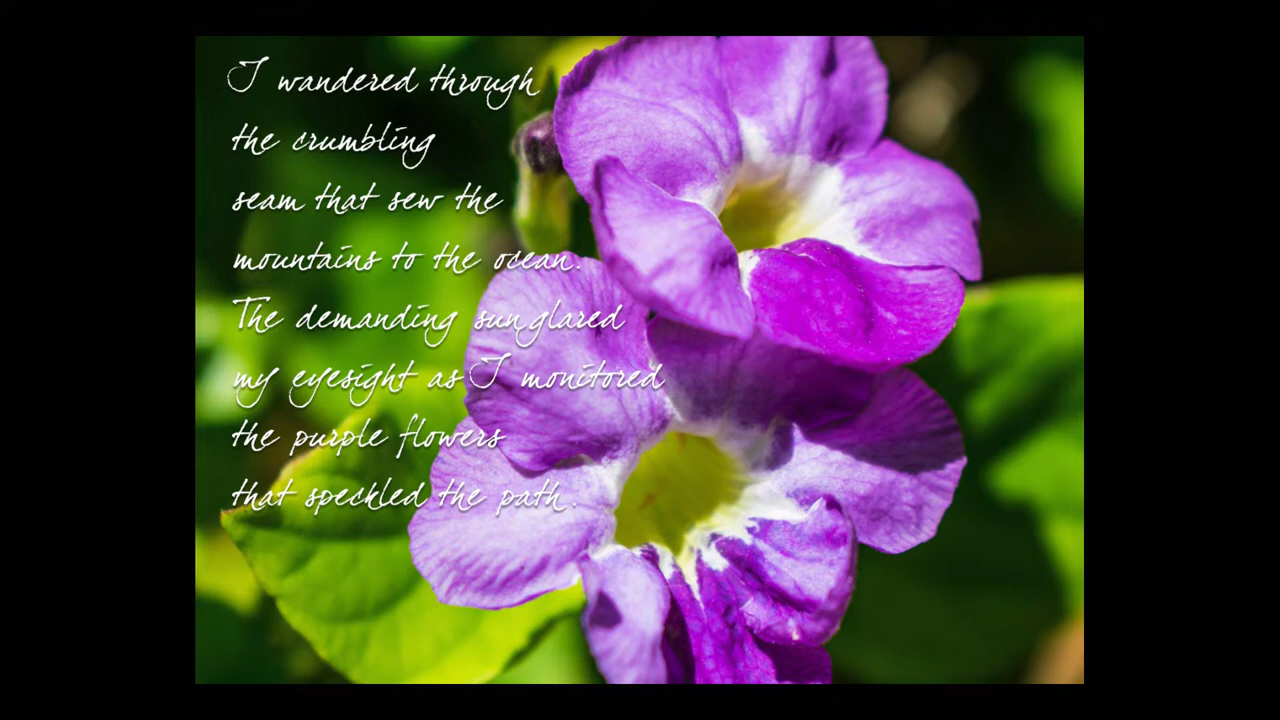 I wandered through
the crumbling
seam that sew the
mountains to the ocean.
The demanding sun glared
my eyesight as I monitored
the purple flowers
that speckled the path.